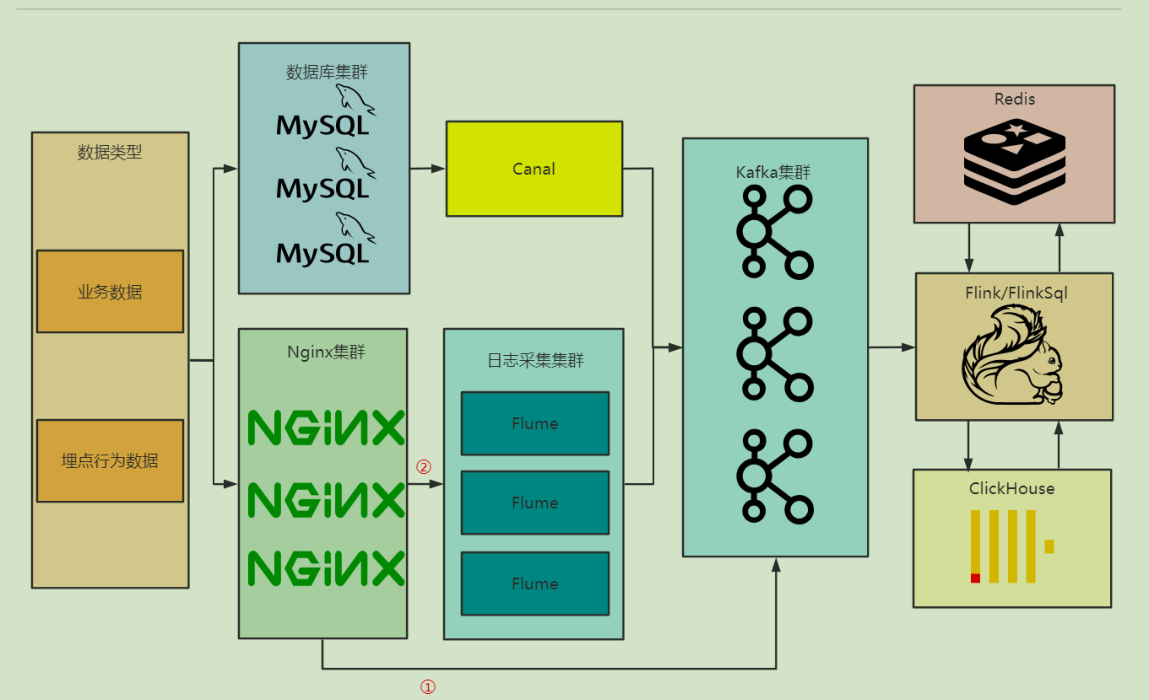 数据类型
业务数据
埋点行为数据
数据库集群
MySQL
MySQL
MySQL
Nginx集群
NGiNX
NGiNX
NGiNX
Canal
②
日志采集集群
Flume
Flume
Flume
①
Kafka集群
Redis
Flink/FlinkSql
ClickHouse